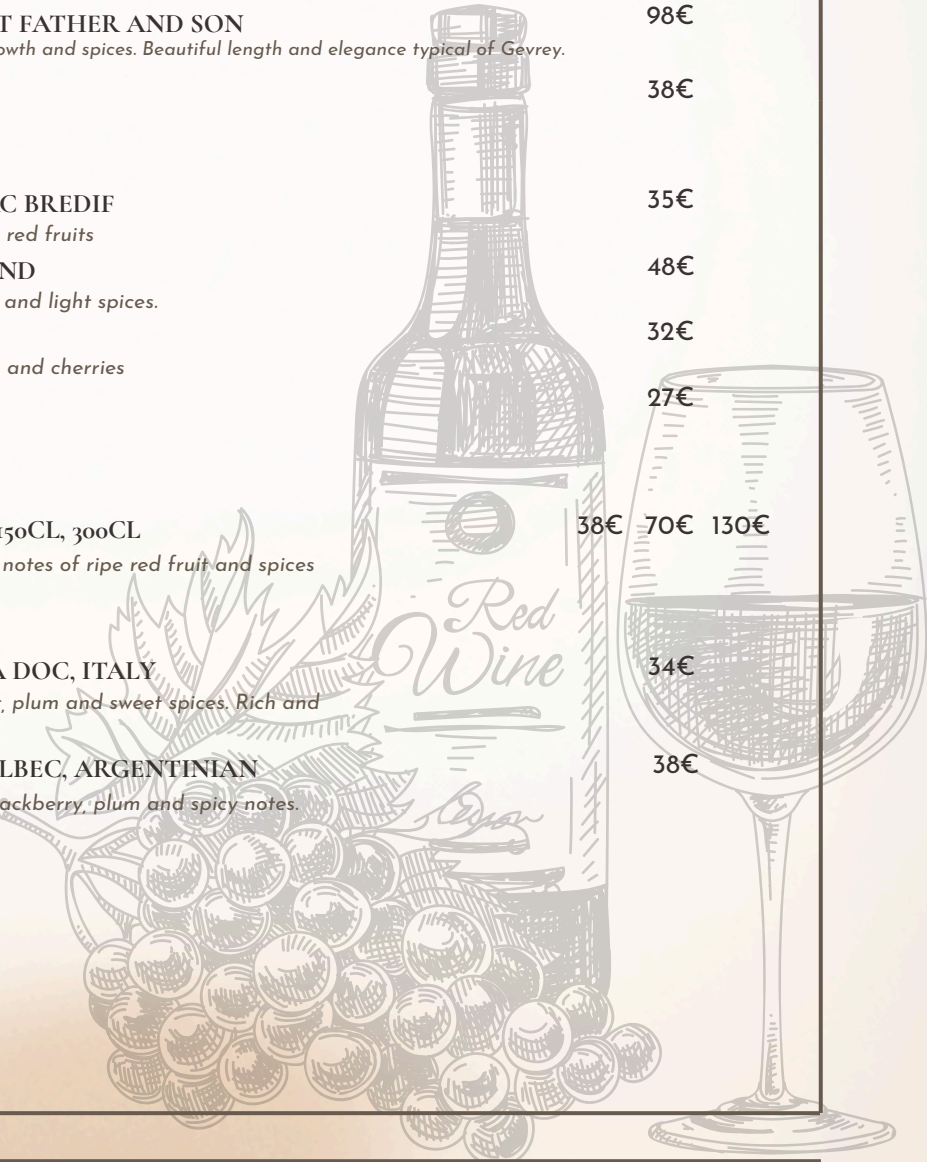 T FATHER AND SON 98€
owth and spices. Beautiful length and elegance typical of Gevrey.
38€
C BREDIF 35€
red fruits
ND 48€
and light spices.
32€
and cherries
27€
150CL, 300CL 38€ 70€ 130€
notes of ripe red fruit and spices
Red
Wine
A DOC, ITALY 34€
, plum and sweet spices. Rich and
LBEC, ARGENTINIAN 38€
ackberry, plum and spicy notes.